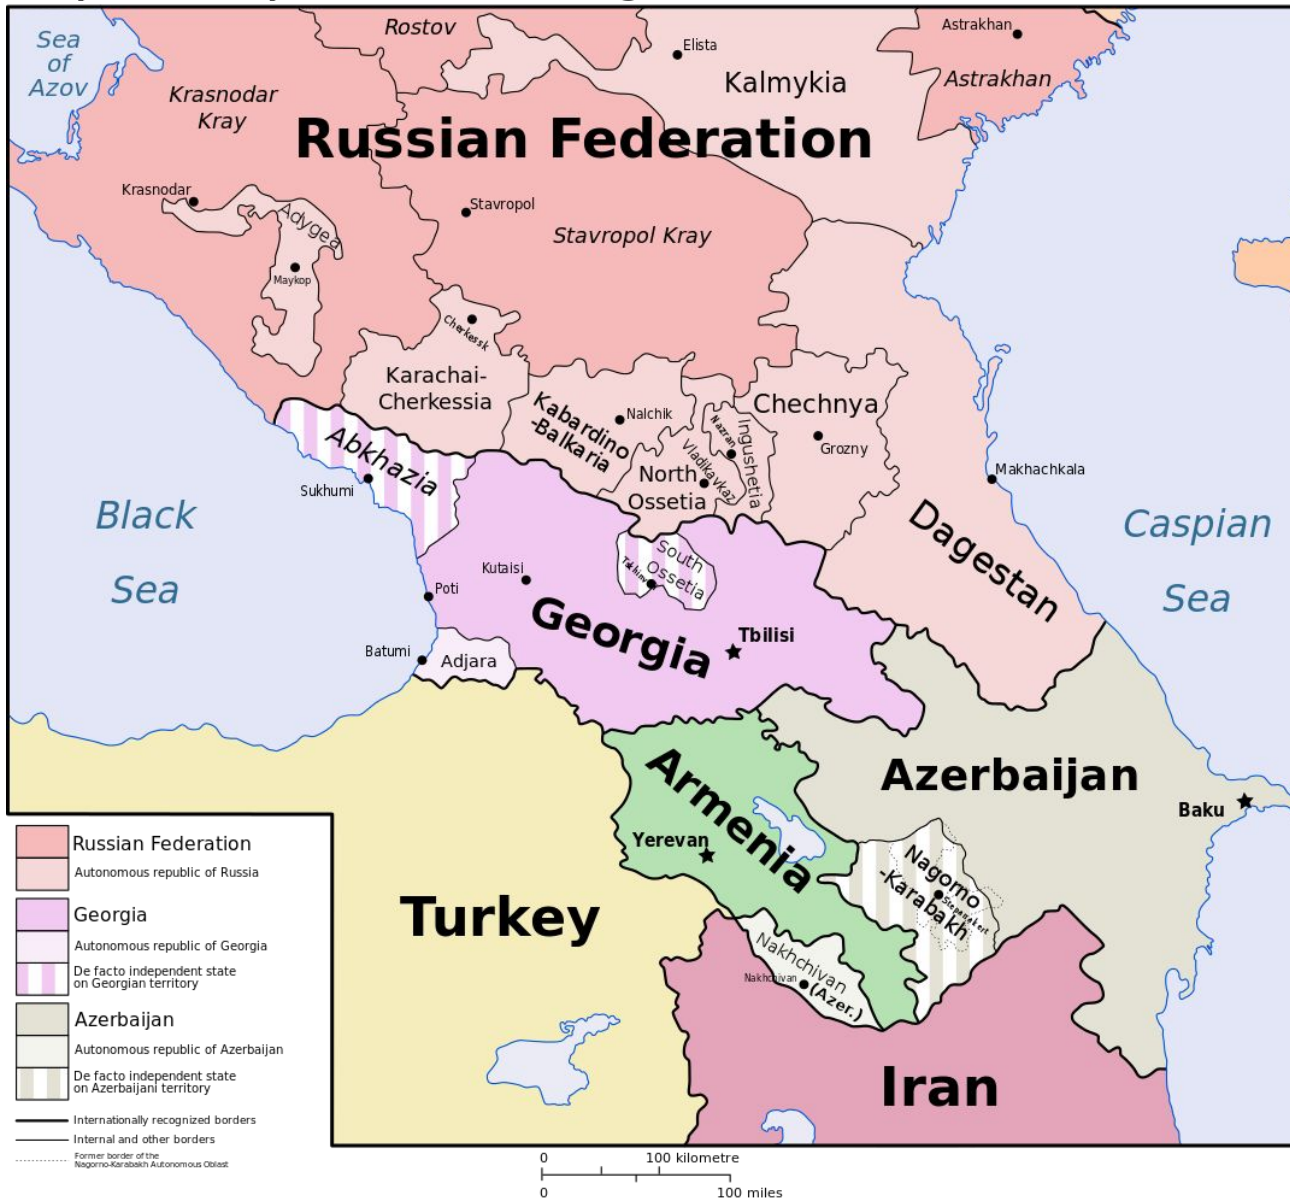 Sea
of
Azov
Rostov
Elista
Astrakhan
Kalmykia
Astrakhan
Krasnodar
Kray
Russian Federation
Krasnodar
Adygea
Stavropol
Stavropol Kray
Maykop
Cherkessk
Karachai-
Cherkessia
Kabardino
-Balkaria
Nalchik
Chechnya
Nazran
Ingushetia
Grozny
Vladikavkaz
North
Ossetia
Makhachkala
Abkhazia
Sukhumi
Black
Sea
Caspian
Sea
Dagestan
South
Ossetia
Kutaisi
Poti
Georgia
Tbilisi
Batumi
Adjara
Armenia
Azerbaijan
Baku
Yerevan
Nagorno
-Karabakh
Stepanakert
Turkey
Nakhchivan
(Azer.)
Nakhchivan
Iran
Russian Federation
Autonomous republic of Russia
Georgia
Autonomous republic of Georgia
De facto independent state
on Georgian territory
Azerbaijan
Autonomous republic of Azerbaijan
De facto independent state
on Azerbaijani territory
Internationally recognized borders
Internal and other borders
Former border of the
Nagorno-Karabakh Autonomous Oblast
0 100 kilometre
0 100 miles